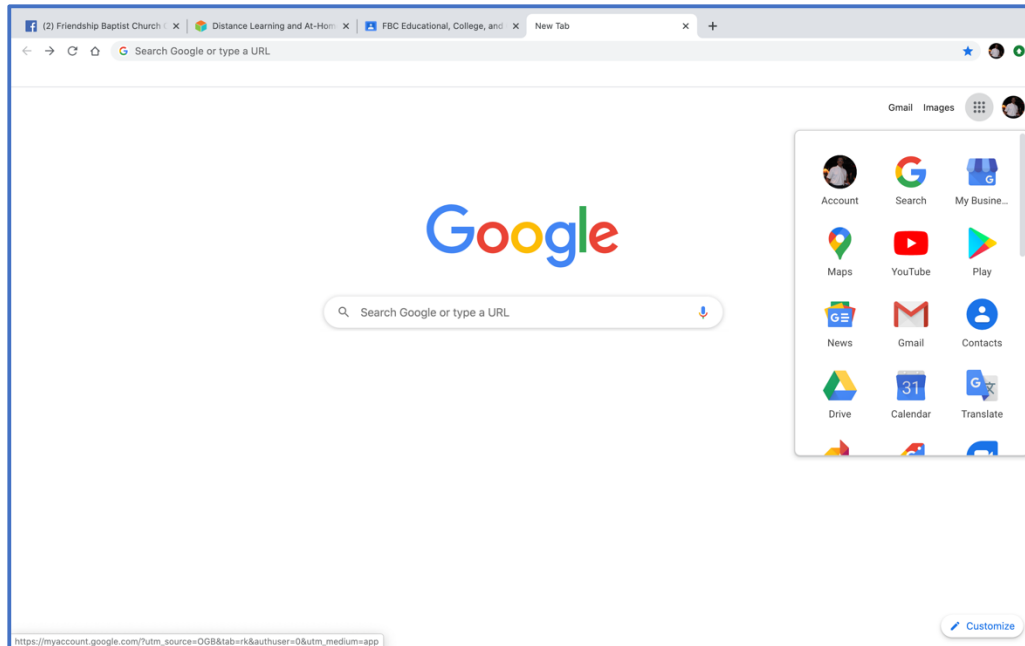 (2) Friendship Baptist Church
Distance Learning and At-Hom
FBC Educational, College, and
New Tab
Search Google or type a URL
Gmail Images
Account Search My Busine...
Google
Maps YouTube Play
Search Google or type a URL
News Gmail Contacts
31
Drive Calendar Translate
Customize
https://myaccount.google.com/?utm_source=OGB&tab=rk&authuser=0&utm_medium=app